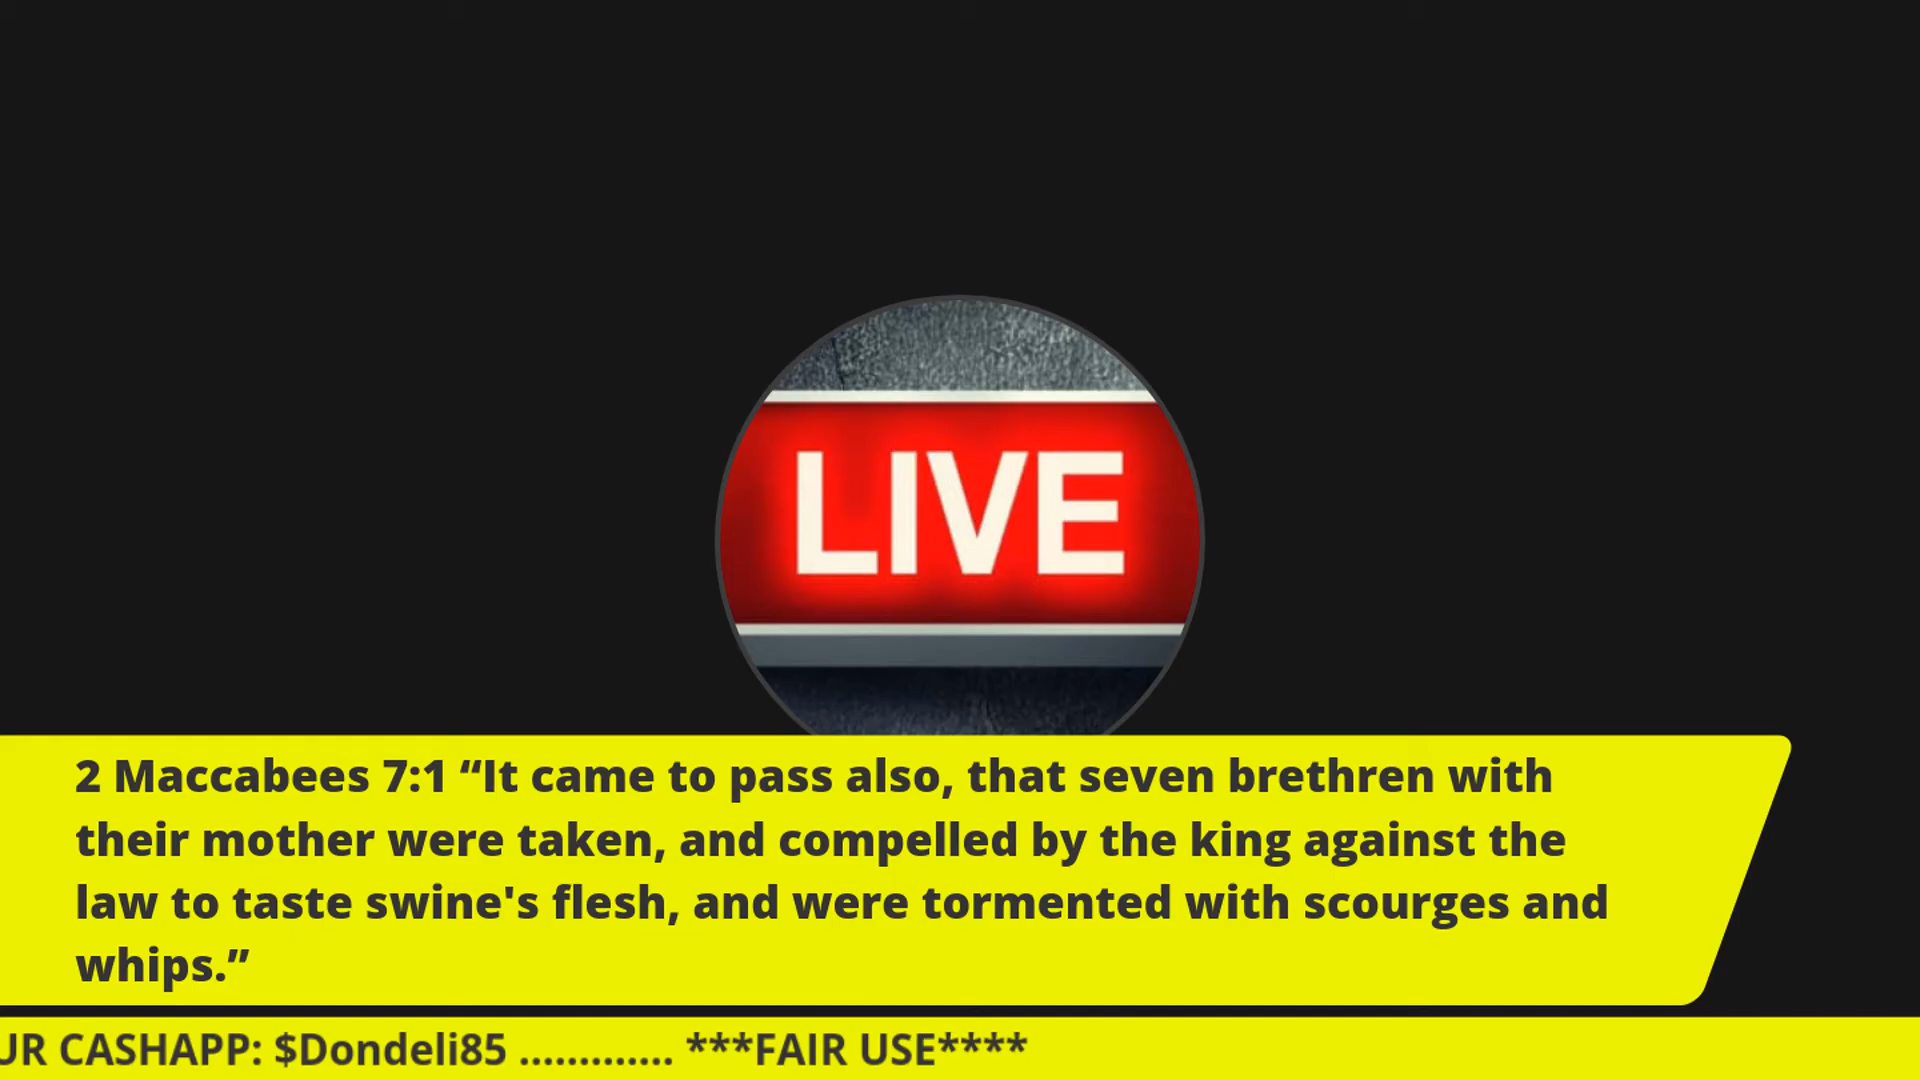 LIVE
2 Maccabees 7:1 “It came to pass also, that seven brethren with
their mother were taken, and compelled by the king against the
law to taste swine's flesh, and were tormented with scourges and
whips.”
UR CASHAPP: $Dondeli85 ............. ***FAIR USE****